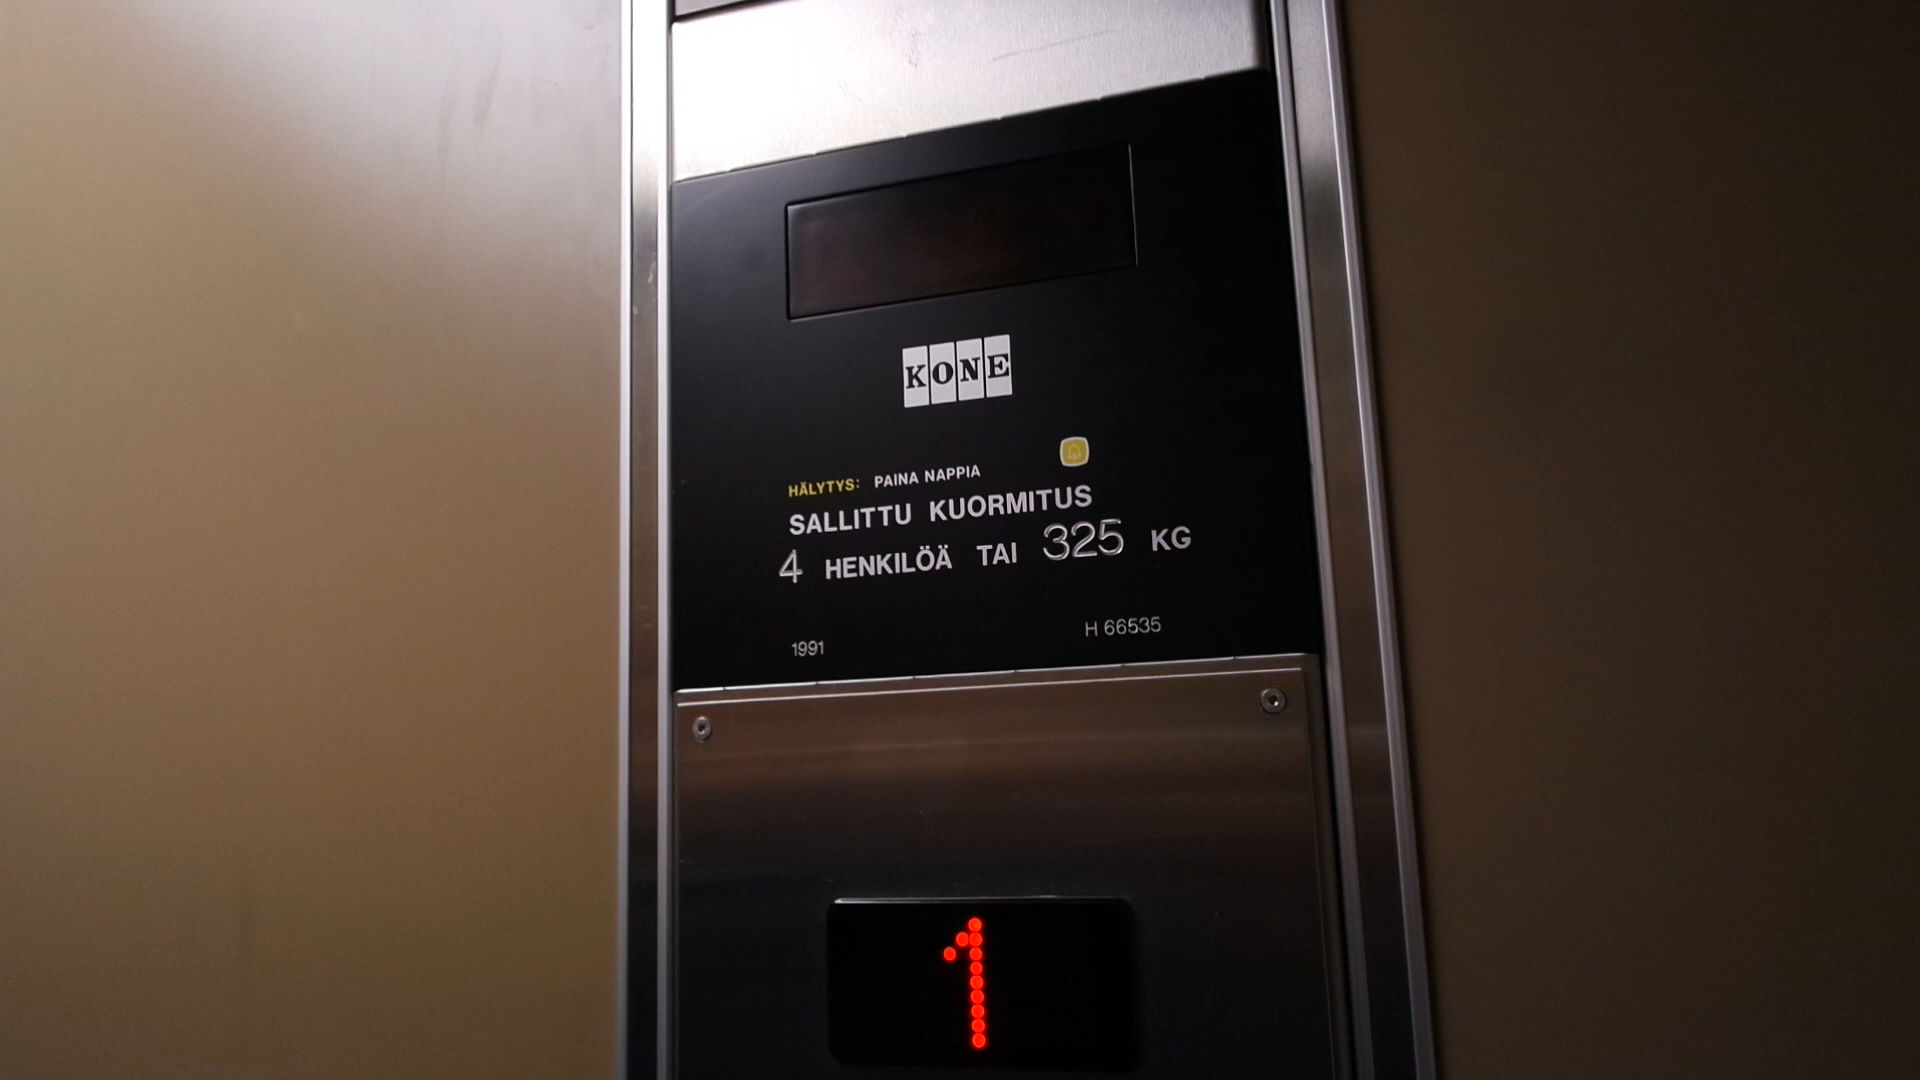 KONE
HÄLYTYS: PAINA NAPPIA
SALLITTU KUORMITUS
4 HENKILÖÄ TAI 325 KG
1991 H 66535
1